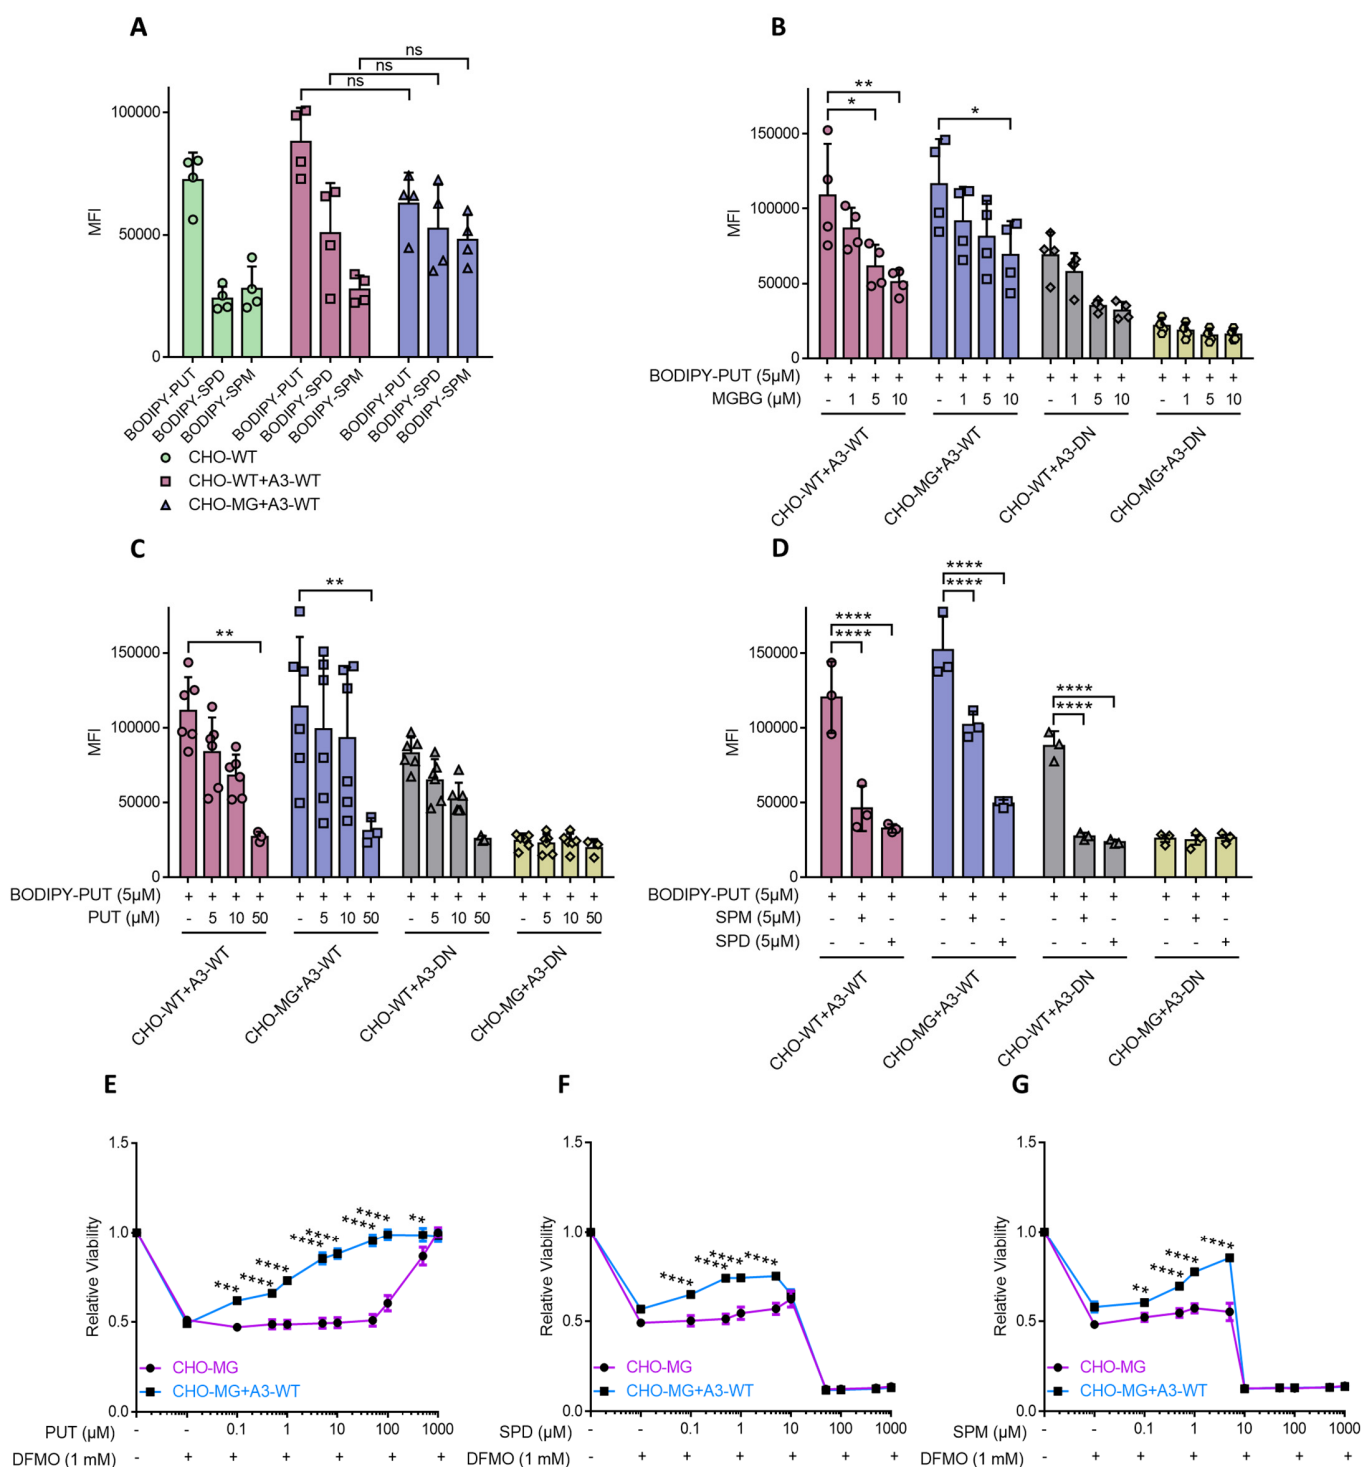 A
ns
ns
ns
100000
50000
0
MFI
BODIPY-PUT
BODIPY-SPD
BODIPY-SPM
BODIPY-PUT
BODIPY-SPD
BODIPY-SPM
BODIPY-PUT
BODIPY-SPD
BODIPY-SPM
CHO-WT
CHO-WT+A3-WT
CHO-MG+A3-WT
B
**
*
*
150000
100000
50000
0
MFI
BODIPY-PUT (5µM) + + + + + + + + + + + + + + + +
MGBG (µM) - 1 5 10 - 1 5 10 - 1 5 10 - 1 5 10
CHO-WT+A3-WT
CHO-MG+A3-WT
CHO-WT+A3-DN
CHO-MG+A3-DN
C
**
**
150000
100000
50000
0
MFI
BODIPY-PUT (5µM) + + + + + + + + + + + + + + + +
PUT (µM) - 5 10 50 - 5 10 50 - 5 10 50 - 5 10 50
CHO-WT+A3-WT
CHO-MG+A3-WT
CHO-WT+A3-DN
CHO-MG+A3-DN
D
****
****
****
****
****
****
150000
100000
50000
0
MFI
BODIPY-PUT (5µM) + + + + + + + + + + + +
SPM (5µM) - + - - + - - + - - + -
SPD (5µM) - - + - - + - - + - - +
CHO-WT+A3-WT
CHO-MG+A3-WT
CHO-WT+A3-DN
CHO-MG+A3-DN
E
1.5
1.0
0.5
0.0
Relative Viability
***
****
****
****
****
****
****
**
CHO-MG
CHO-MG+A3-WT
PUT (µM) - - 0.1 1 10 100 1000
DFMO (1 mM) - + + + + + +
F
1.5
1.0
0.5
0.0
Relative Viability
****
****
****
****
CHO-MG
CHO-MG+A3-WT
SPD (µM) - - 0.1 1 10 100 1000
DFMO (1 mM) - + + + + + +
G
1.5
1.0
0.5
0.0
Relative Viability
**
****
****
****
CHO-MG
CHO-MG+A3-WT
SPM (µM) - - 0.1 1 10 100 1000
DFMO (1 mM) - + + + + + +